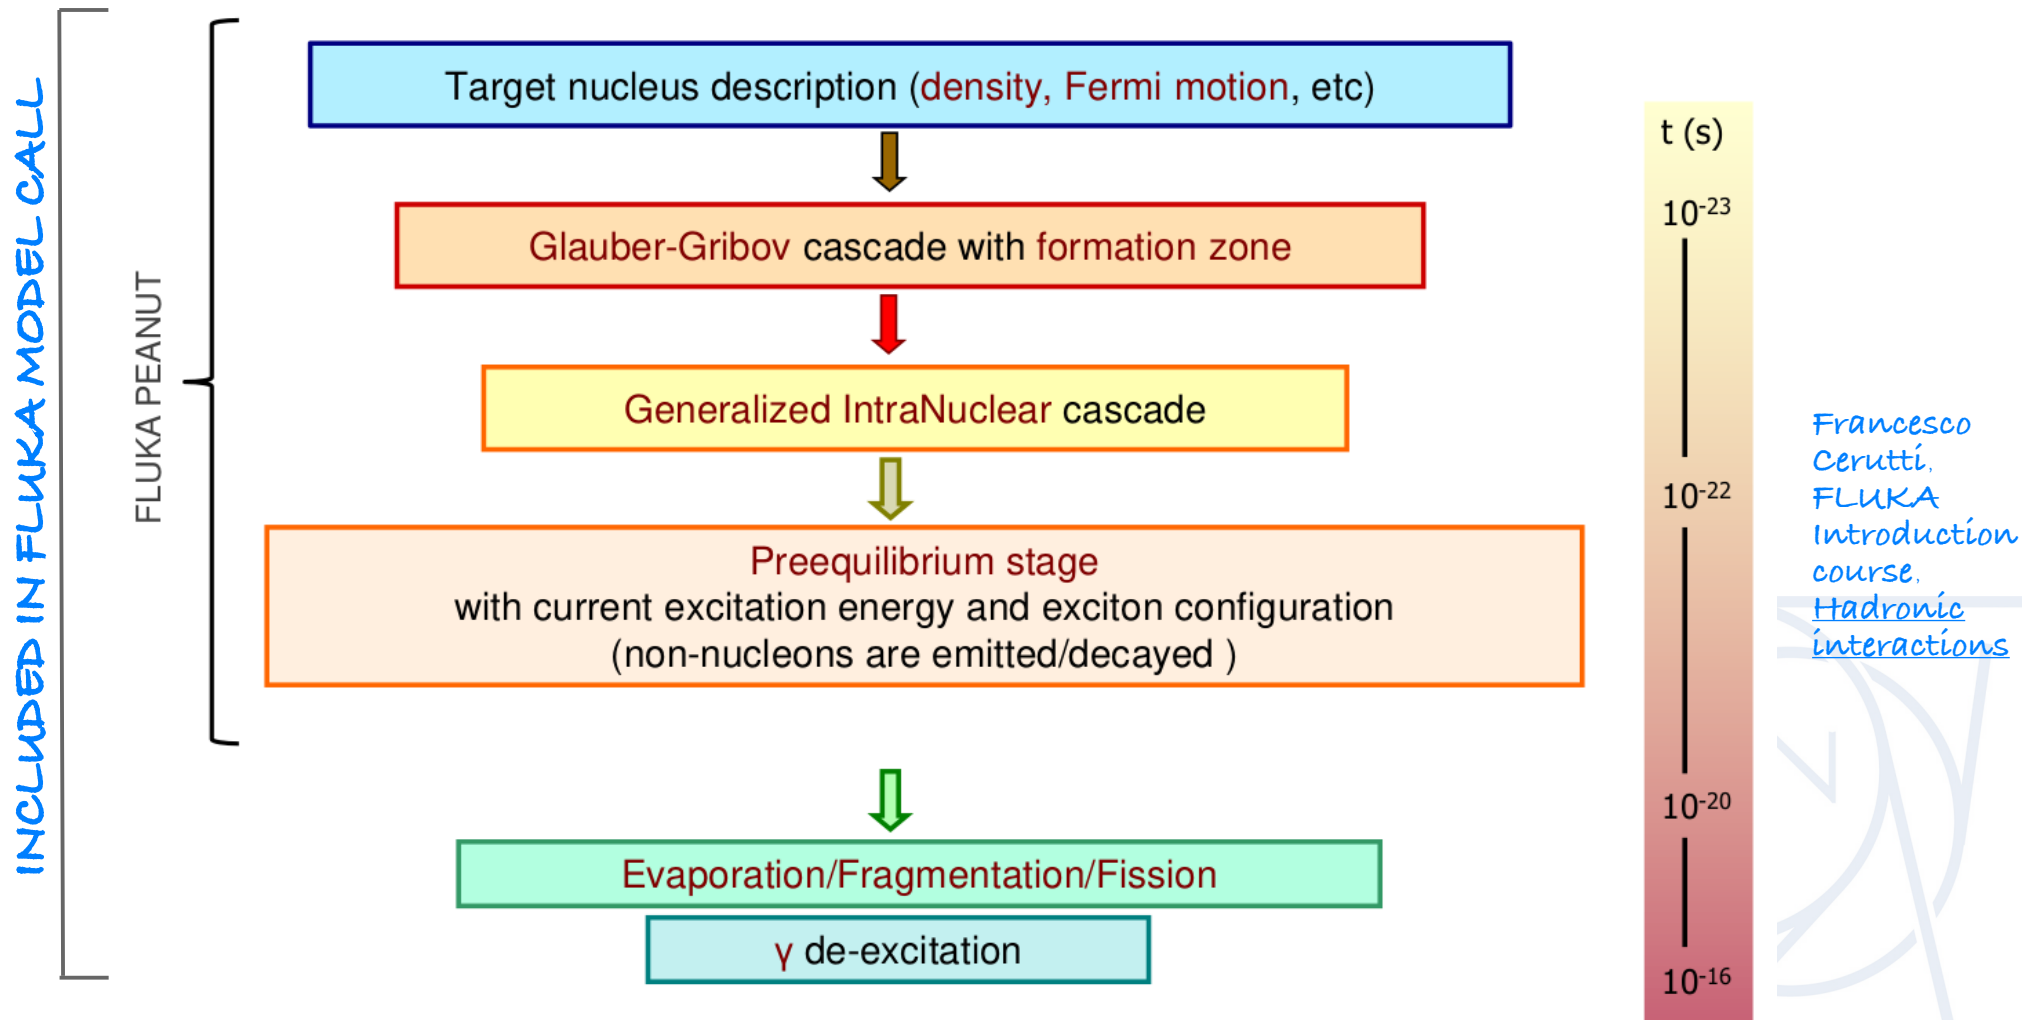 INCLUDED IN FLUKA MODEL CALL
FLUKA PEANUT
Target nucleus description (density, Fermi motion, etc)
Glauber-Gribov cascade with formation zone
Generalized IntraNuclear cascade
Preequilibrium stage
with current excitation energy and exciton configuration
(non-nucleons are emitted/decayed )
Evaporation/Fragmentation/Fission
γ de-excitation
t (s)
10⁻²³
10⁻²²
10⁻²⁰
10⁻¹⁶
Francesco
Cerutti,
FLUKA
Introduction
course,
Hadronic
interactions